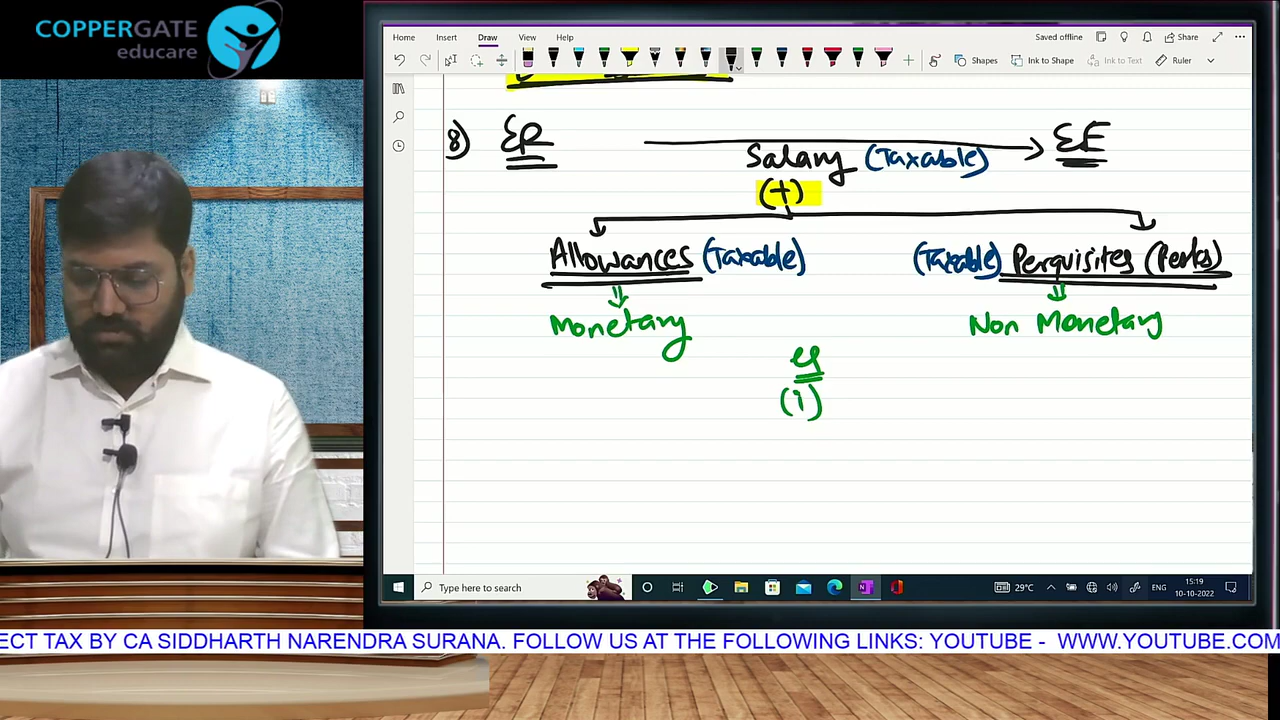 COPPERGATE
educare
Home Insert Draw View Help
Saved offline Share
Shapes Ink to Shape Ink to Text Ruler
8) ER EE
Salary (Taxable)
(+)
Allowances (Taxable) (Taxable) Perquisites (Perks)
Monetary Non Monetary
eg
(i)
Type here to search
29°C ENG 15:19
10-10-2022
ECT TAX BY CA SIDDHARTH NARENDRA SURANA. FOLLOW US AT THE FOLLOWING LINKS: YOUTUBE - WWW.YOUTUBE.COM